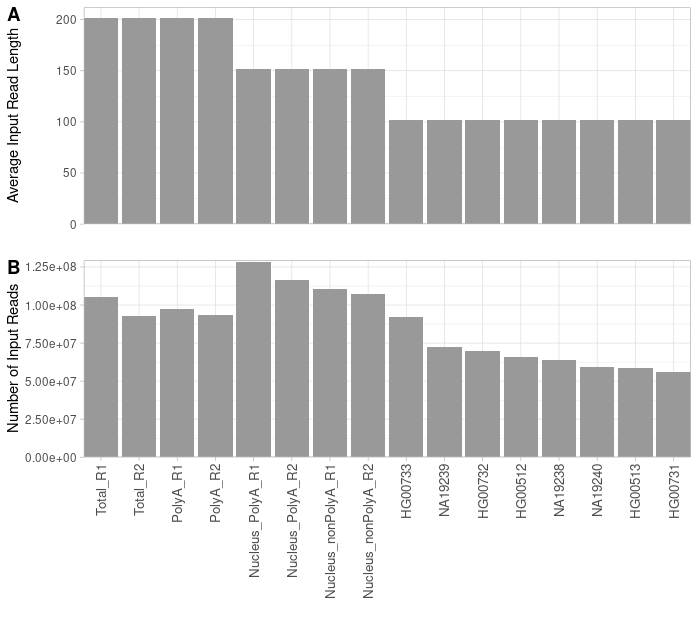 A
Average Input Read Length
200
150
100
50
0
B
Number of Input Reads
1.25e+08
1.00e+08
7.50e+07
5.00e+07
2.50e+07
0.00e+00
Total_R1
Total_R2
PolyA_R1
PolyA_R2
Nucleus_PolyA_R1
Nucleus_PolyA_R2
Nucleus_nonPolyA_R1
Nucleus_nonPolyA_R2
HG00733
NA19239
HG00732
HG00512
NA19238
NA19240
HG00513
HG00731